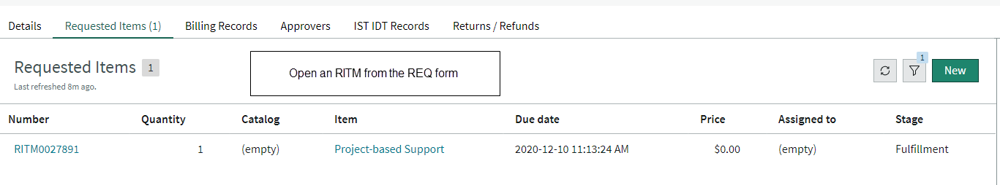 Details Requested Items (1) Billing Records Approvers IST IDT Records Returns / Refunds
Requested Items 1
Open an RITM from the REQ form
1
New
Last refreshed 8m ago.
Number Quantity Catalog Item Due date Price Assigned to Stage
RITM0027891 1 (empty) Project-based Support 2020-12-10 11:13:24 AM $0.00 (empty) Fulfillment